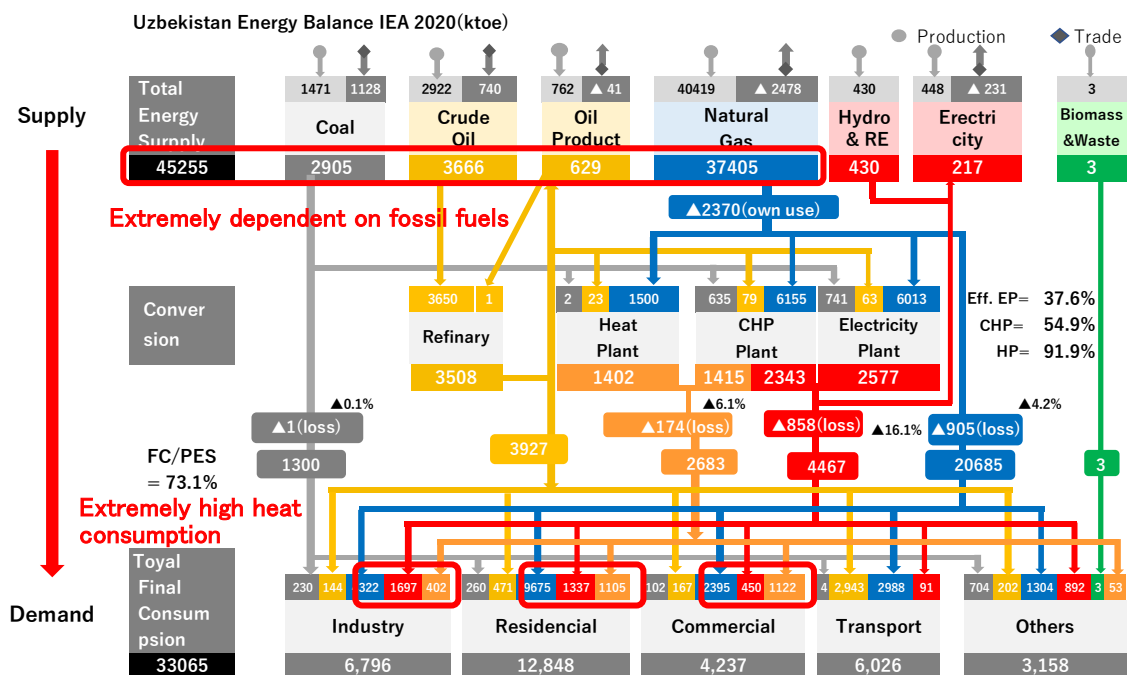 Uzbekistan Energy Balance IEA 2020(ktoe)
Production
Trade
Supply
Total
Energy
Supply
45255
1471 1128
Coal
2905
2922 740
Crude
Oil
3666
762 ▲ 41
Oil
Product
629
40419 ▲ 2478
Natural
Gas
37405
430
Hydro
& RE
430
448 ▲ 231
Erectri
city
217
3
Biomass
&Waste
3
Extremely dependent on fossil fuels
▲2370(own use)
Conver
sion
3650 1
Refinary
3508
2 23 1500
Heat
Plant
1402
635 79 6155
CHP
Plant
1415 2343
741 63 6013
Electricity
Plant
2577
Eff. EP= 37.6%
CHP= 54.9%
HP= 91.9%
▲0.1%
▲1(loss)
1300
3927
▲6.1%
▲174(loss)
2683
▲858(loss)
▲16.1%
4467
▲4.2%
▲905(loss)
20685
3
FC/PES
= 73.1%
Extremely high heat
consumption
Demand
Toyal
Final
Consum
psion
33065
230 144 322 1697 402
Industry
6,796
260 471 9675 1337 1105
Residencial
12,848
102 167 2395 450 1122
Commercial
4,237
4 2,943 2988 91
Transport
6,026
704 202 1304 892 3 53
Others
3,158